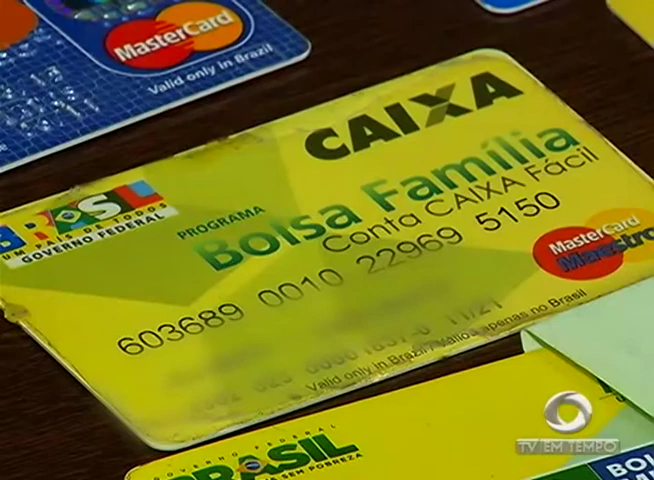 MasterCard
Valid only in Brazil
CAIXA
BRASIL
UM PAÍS DE TODOS
GOVERNO FEDERAL
PROGRAMA
Bolsa Família
Conta CAIXA Fácil
603689 0010 22969 5150
MasterCard
Maestro
11/21
Valid only in Brazil / Válido apenas no Brasil
GOVERNO FEDERAL
BRASIL
TV EM TEMPO